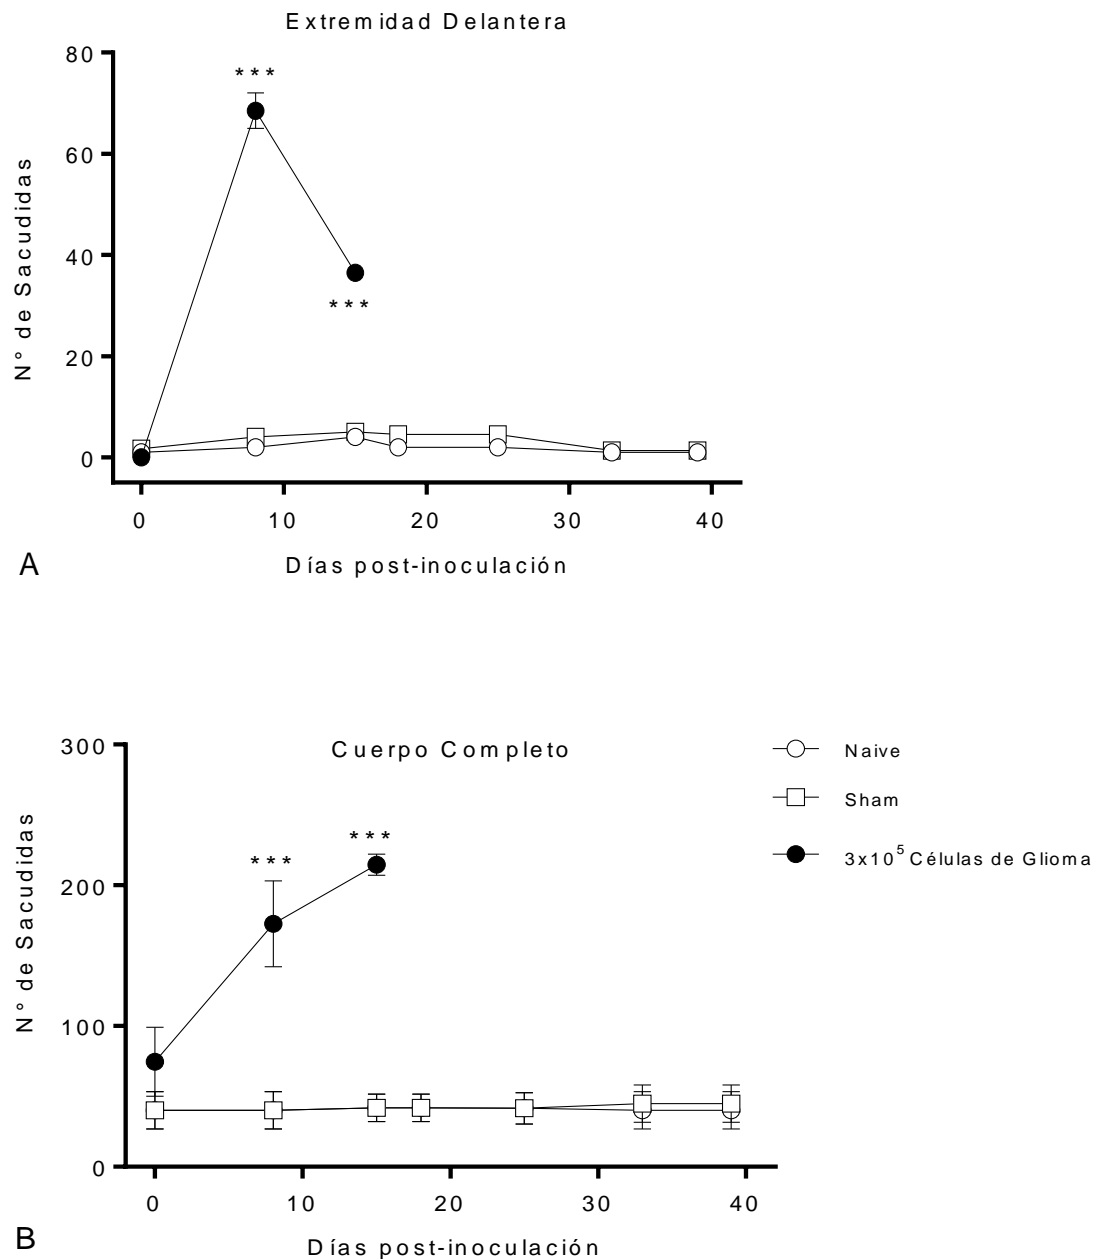 Extremidad Delantera
80
60
40
20
0
N° de Sacudidas
***
***
0 10 20 30 40
Días post-inoculación
A
Cuerpo Completo
300
200
100
0
N° de Sacudidas
***
***
0 10 20 30 40
Días post-inoculación
B
Naive
Sham
3x10⁵ Células de Glioma